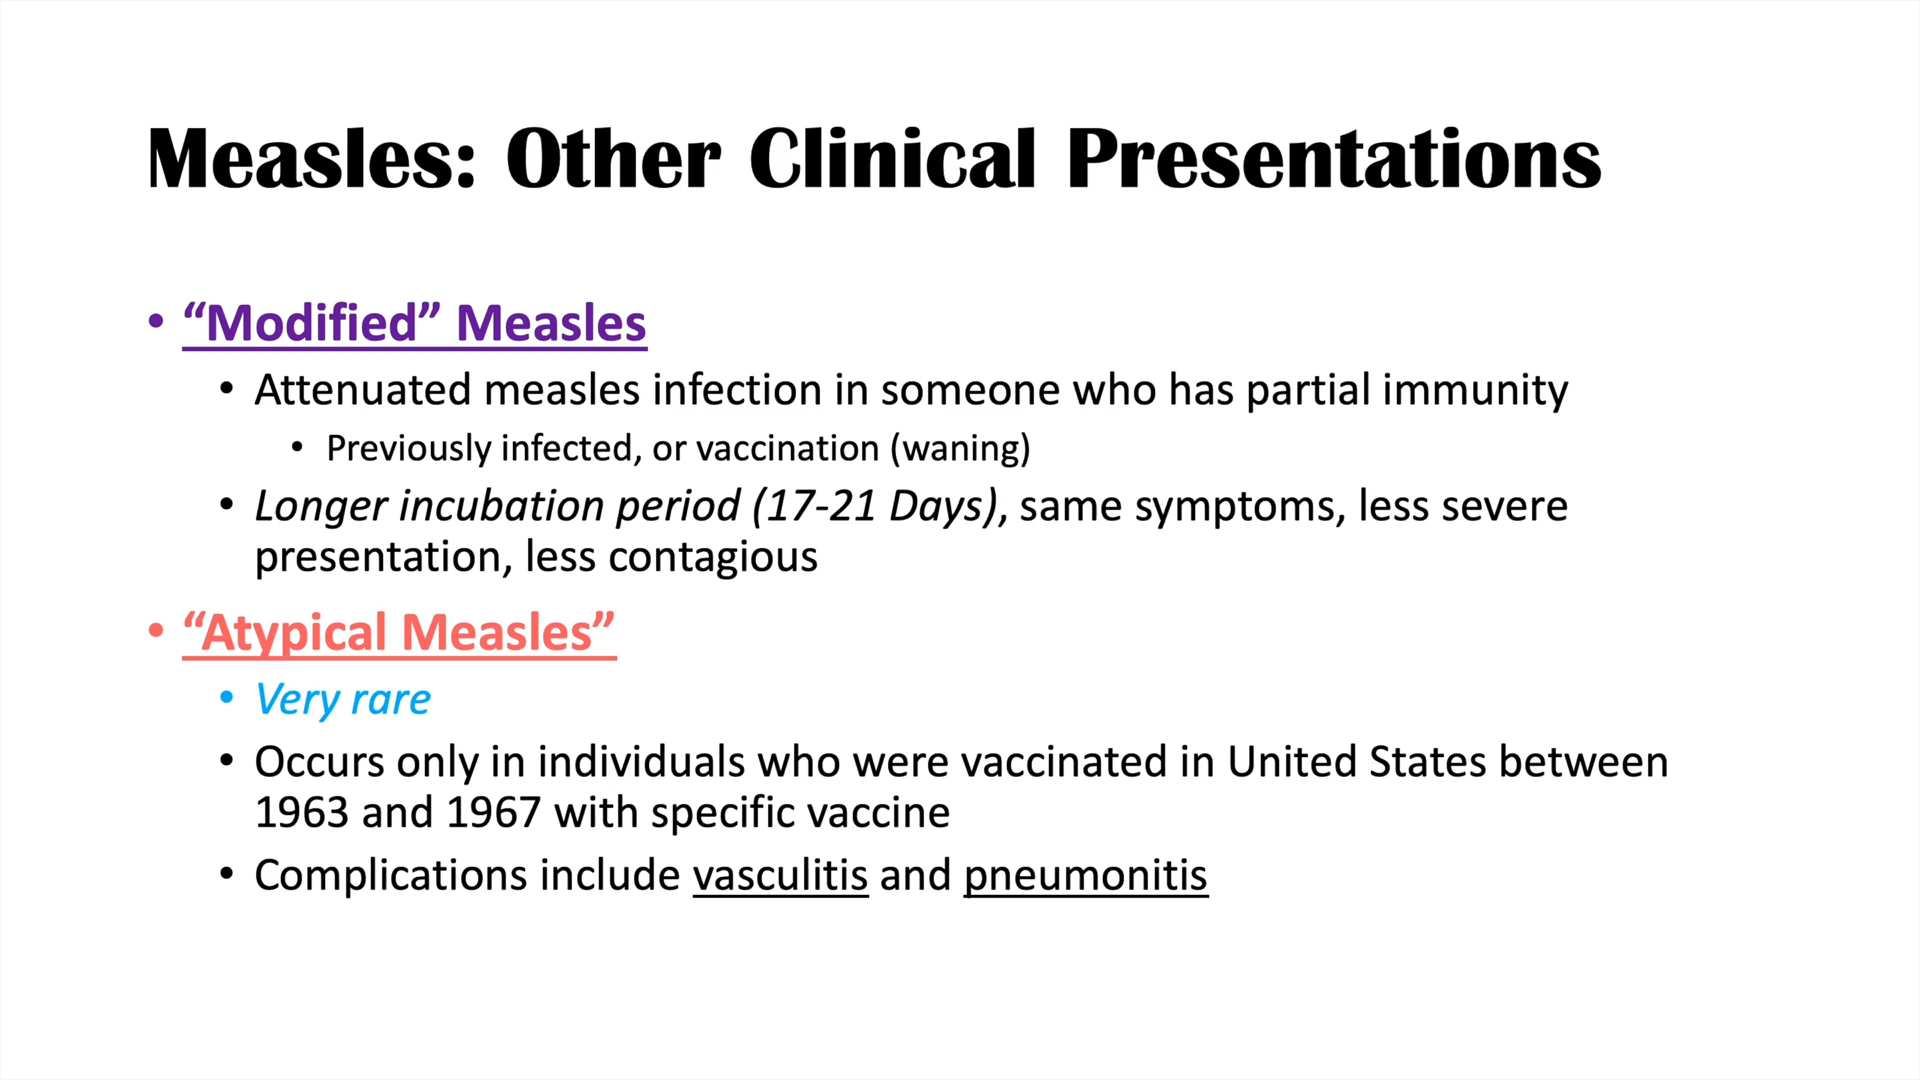 Measles: Other Clinical Presentations
• “Modified” Measles
• Attenuated measles infection in someone who has partial immunity
• Previously infected, or vaccination (waning)
• Longer incubation period (17-21 Days), same symptoms, less severe
presentation, less contagious
• “Atypical Measles”
• Very rare
• Occurs only in individuals who were vaccinated in United States between
1963 and 1967 with specific vaccine
• Complications include vasculitis and pneumonitis